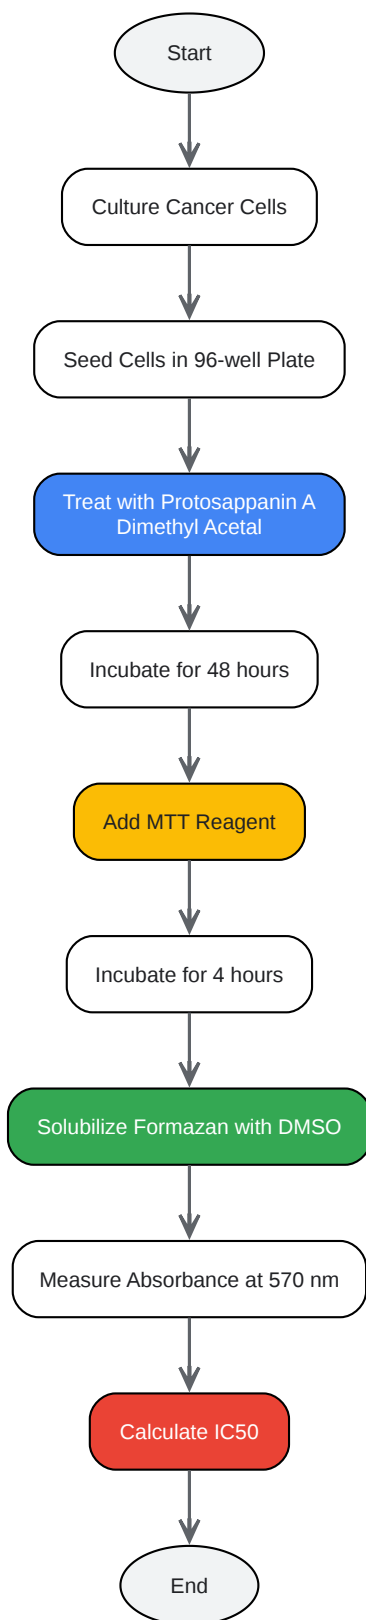 Start
Culture Cancer Cells
Seed Cells in 96-well Plate
Treat with Protosappanin A
Dimethyl Acetal
Incubate for 48 hours
Add MTT Reagent
Incubate for 4 hours
Solubilize Formazan with DMSO
Measure Absorbance at 570 nm
Calculate IC50
End